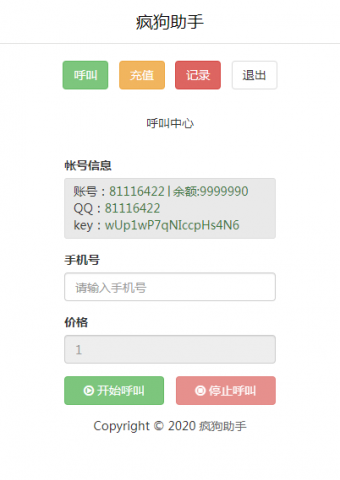 疯狗助手
呼叫 充值 记录 退出
呼叫中心
帐号信息
账号：81116422 | 余额:9999990
QQ：81116422
key：wUp1wP7qNIccpHs4N6
手机号
请输入手机号
价格
1
开始呼叫 停止呼叫
Copyright © 2020 疯狗助手